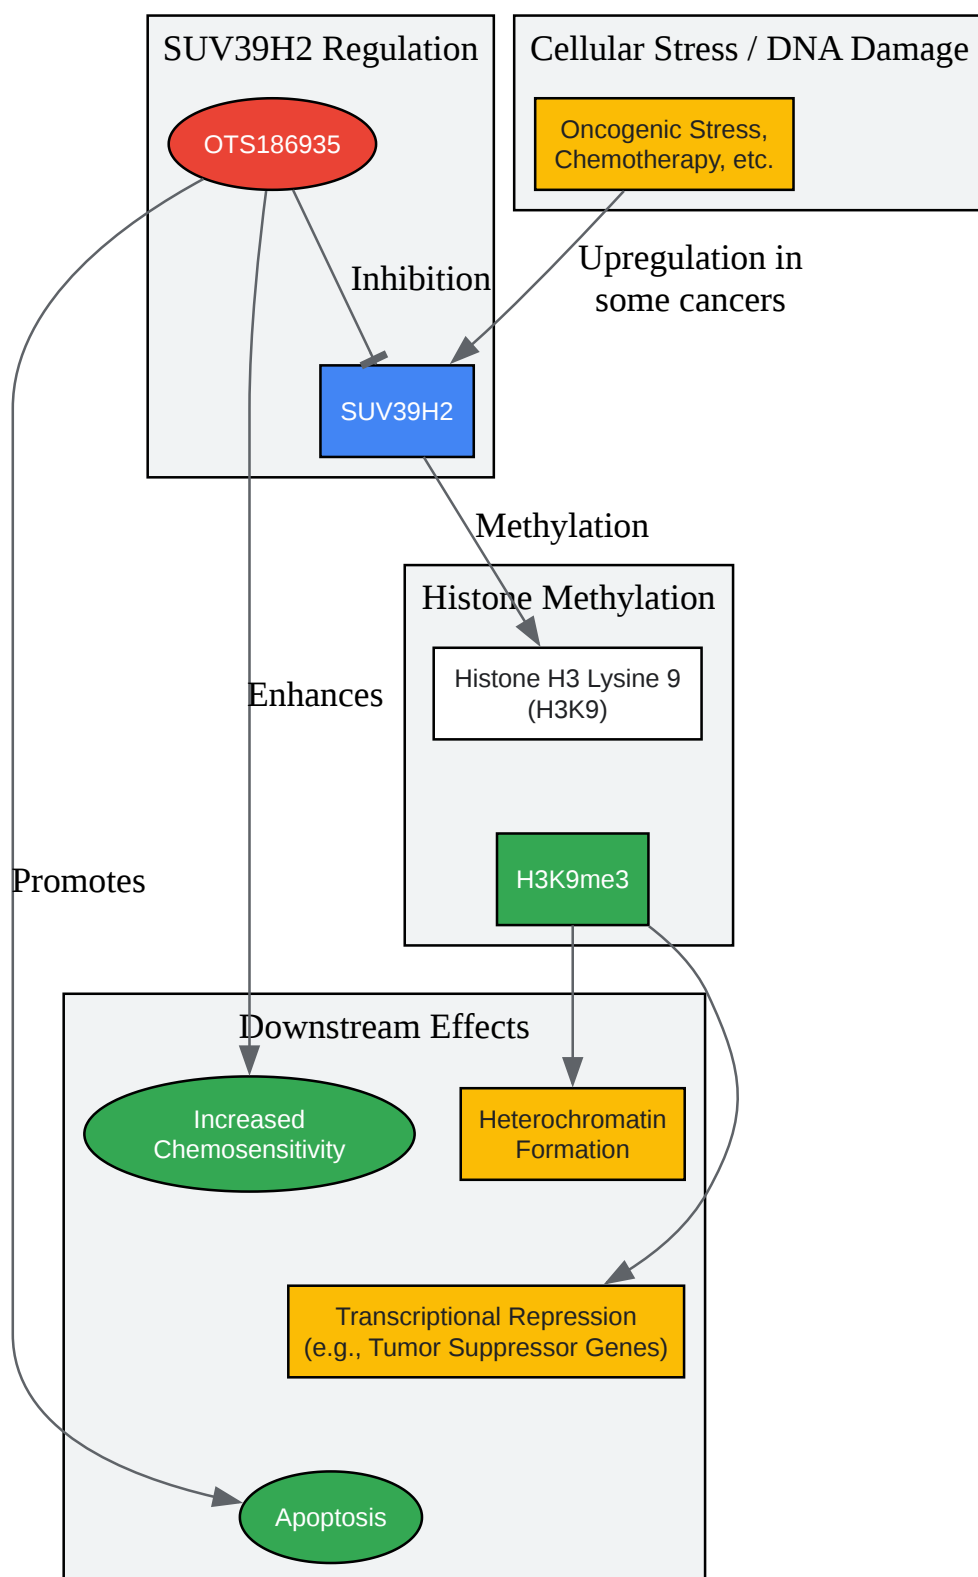 SUV39H2 Regulation
Cellular Stress / DNA Damage
OTS186935
Oncogenic Stress,
Chemotherapy, etc.
Inhibition
Upregulation in
some cancers
SUV39H2
Methylation
Histone Methylation
Histone H3 Lysine 9
(H3K9)
Enhances
H3K9me3
Promotes
Downstream Effects
Increased
Chemosensitivity
Heterochromatin
Formation
Transcriptional Repression
(e.g., Tumor Suppressor Genes)
Apoptosis